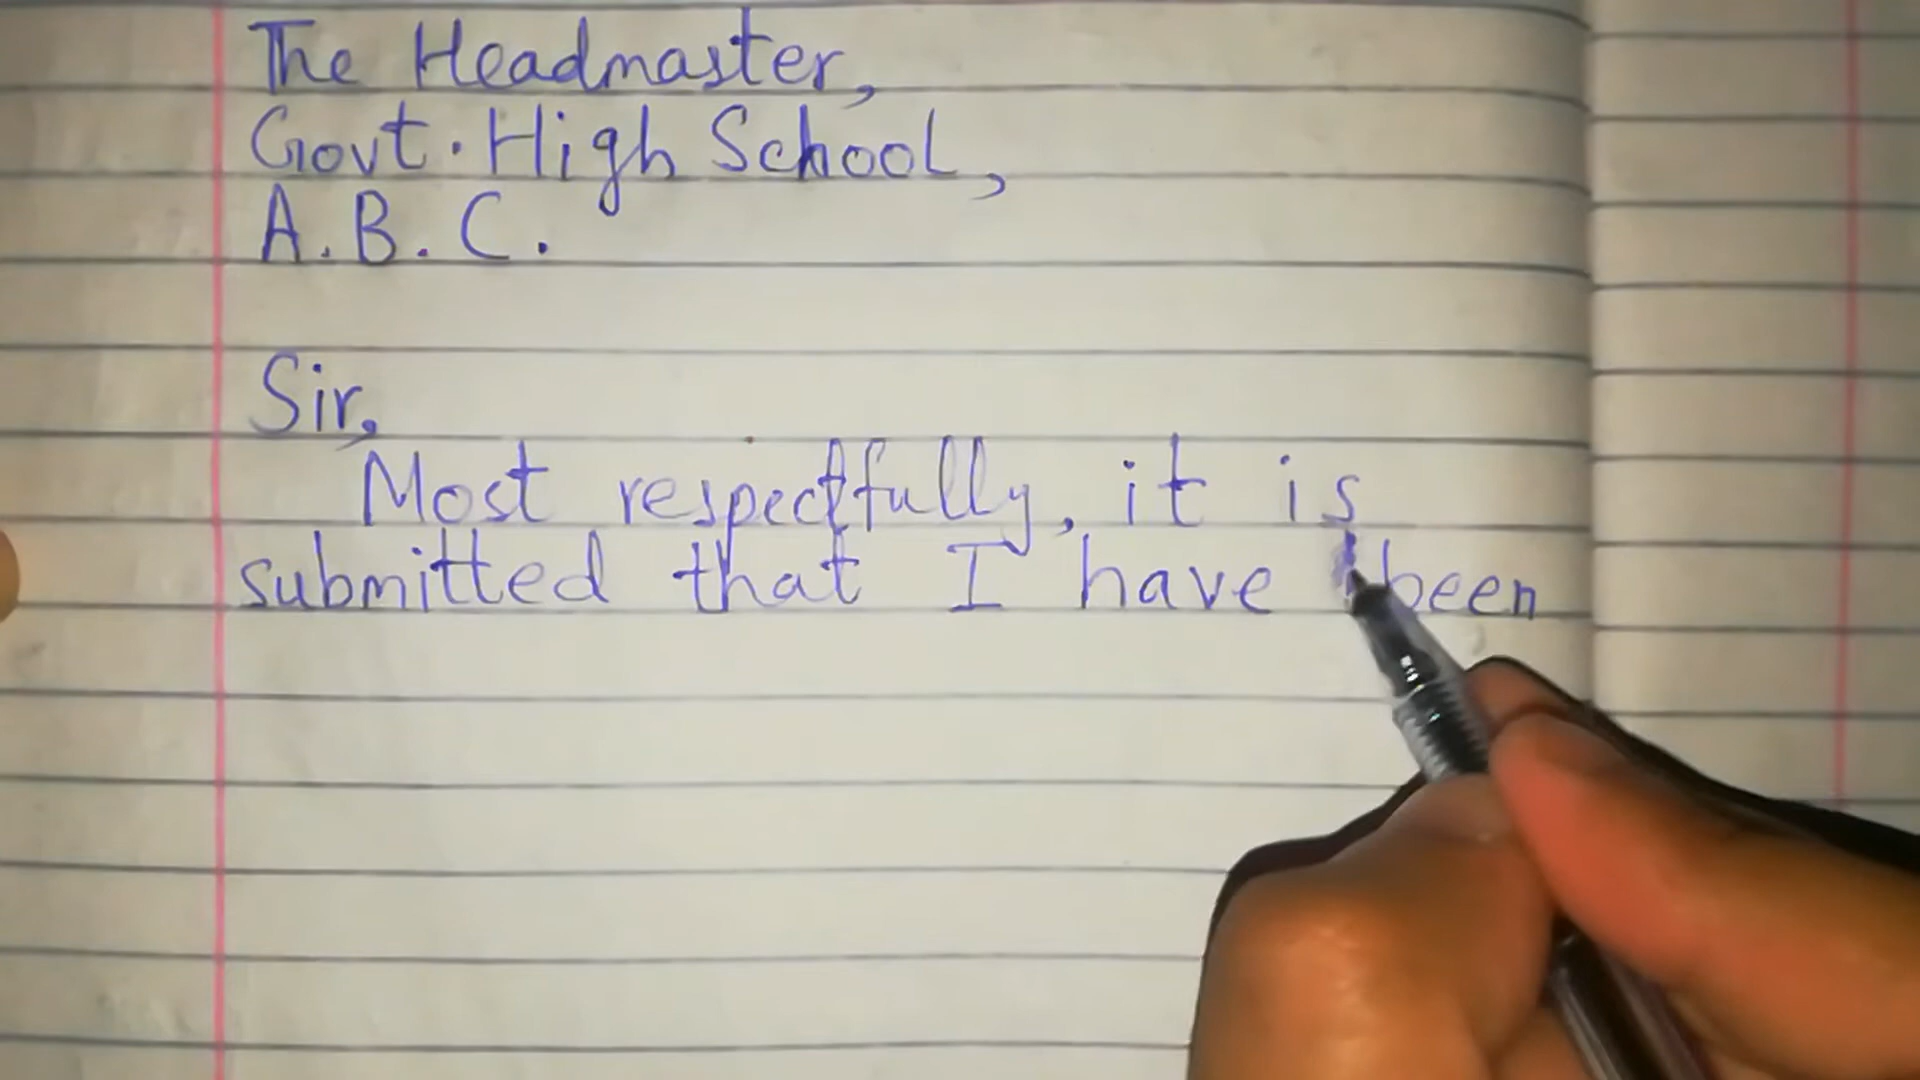 The Headmaster,
Govt. High School,
A.B.C.
Sir,
Most respectfully, it is
submitted that I have been